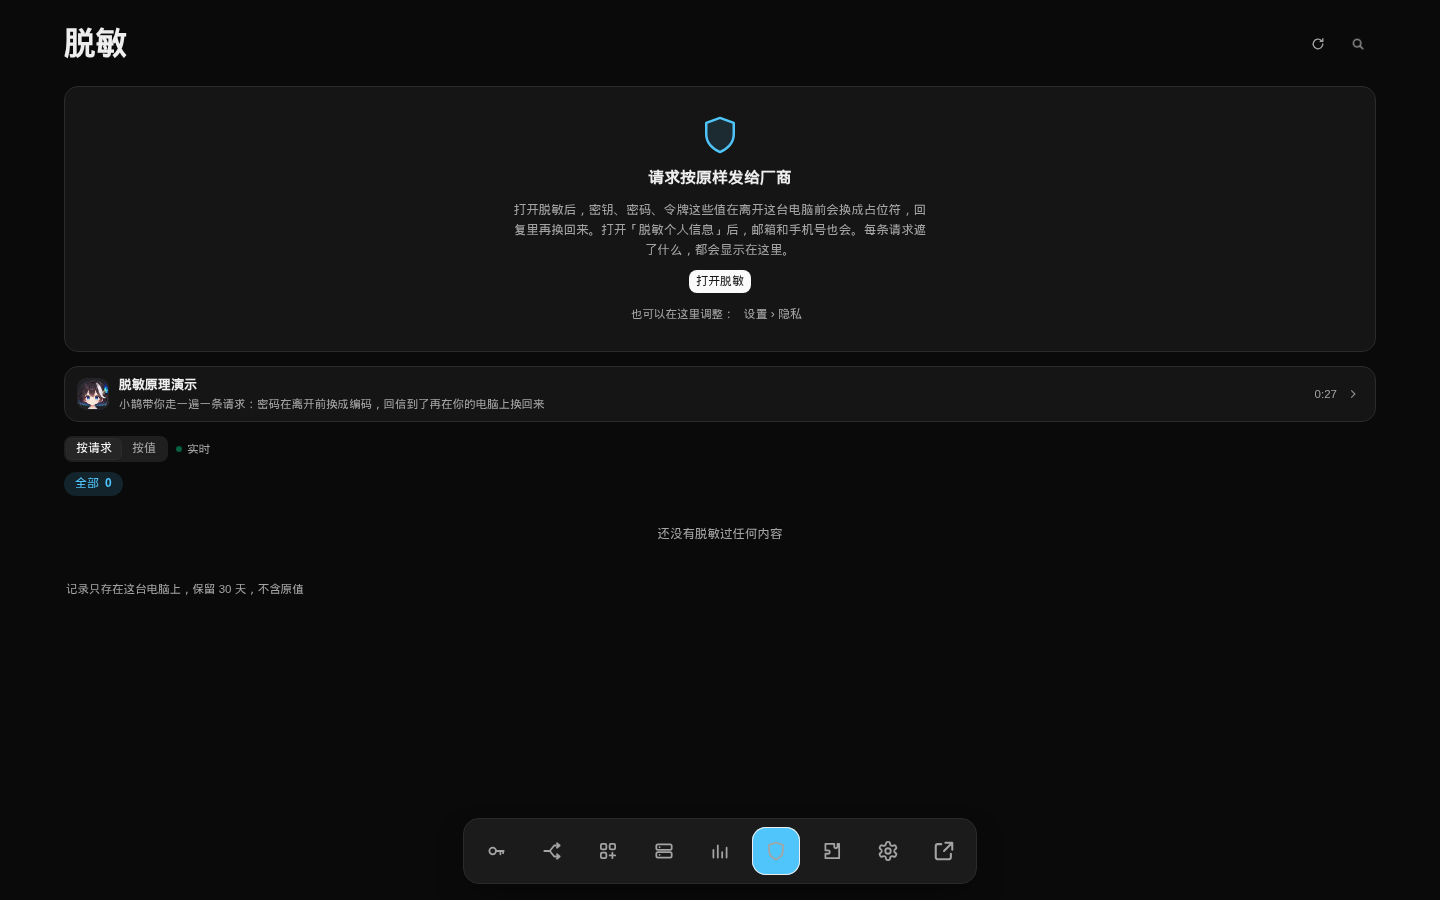 脱敏
请求按原样发给厂商
打开脱敏后，密钥、密码、令牌这些值在离开这台电脑前会换成占位符，回
复里再换回来。打开「脱敏个人信息」后，邮箱和手机号也会。每条请求遮
了什么，都会显示在这里。
打开脱敏
也可以在这里调整： 设置 › 隐私
脱敏原理演示
小鹊带你走一遍一条请求：密码在离开前换成编码，回信到了再在你的电脑上换回来
0:27
按请求 按值 实时
全部 0
还没有脱敏过任何内容
记录只存在这台电脑上，保留 30 天，不含原值